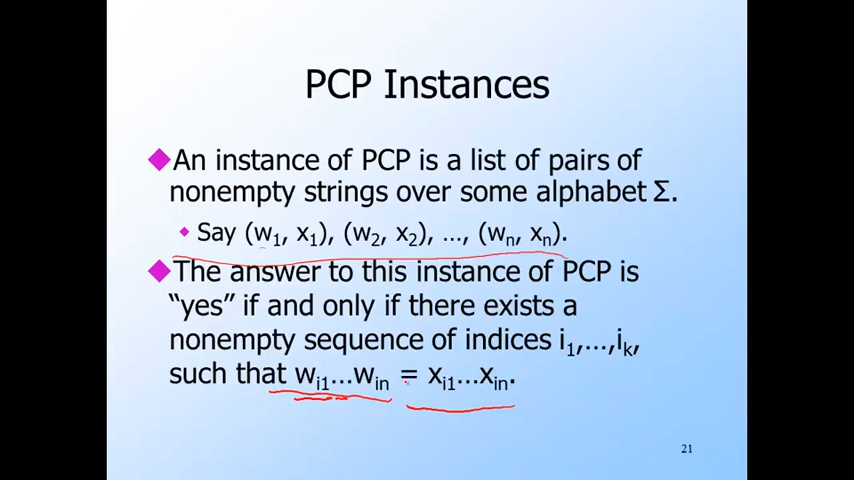 PCP Instances
An instance of PCP is a list of pairs of
nonempty strings over some alphabet Σ.
Say (w₁, x₁), (w₂, x₂), …, (wₙ, xₙ).
The answer to this instance of PCP is
“yes” if and only if there exists a
nonempty sequence of indices i₁,…,iₖ,
such that wᵢ₁…wᵢₙ = xᵢ₁…xᵢₙ.
21